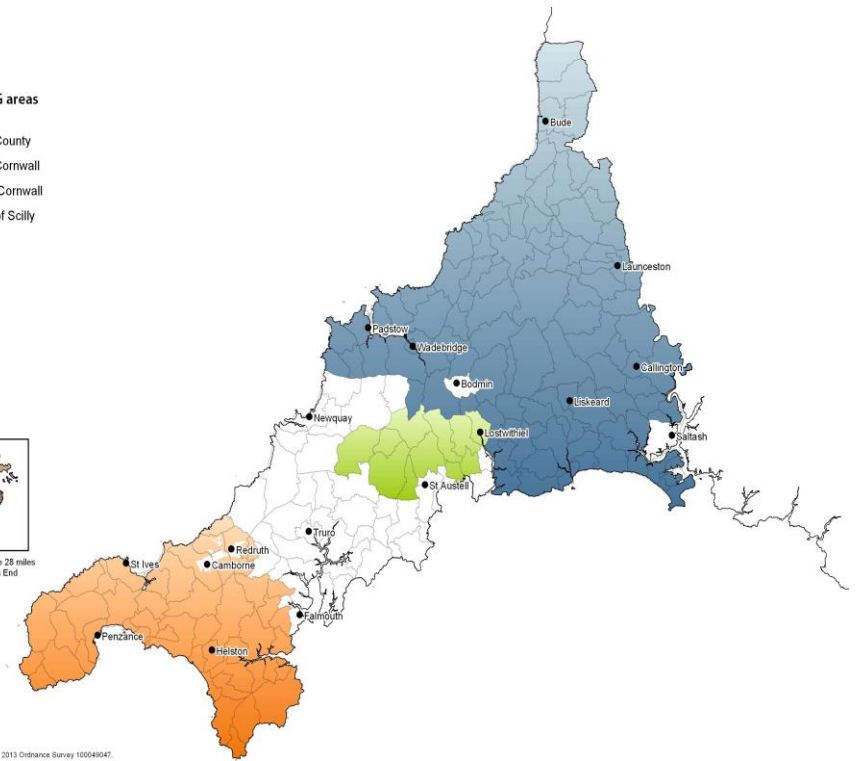 areas
County
Cornwall
Cornwall
of Scilly
Bude
Launceston
Padstow
Wadebridge
Callington
Bodmin
Liskeard
Newquay
Lostwithiel
Saltash
St Austell
Truro
Redruth
St Ives
Camborne
28 miles
End
Falmouth
Penzance
Helston
2013 Ordnance Survey 100049047.